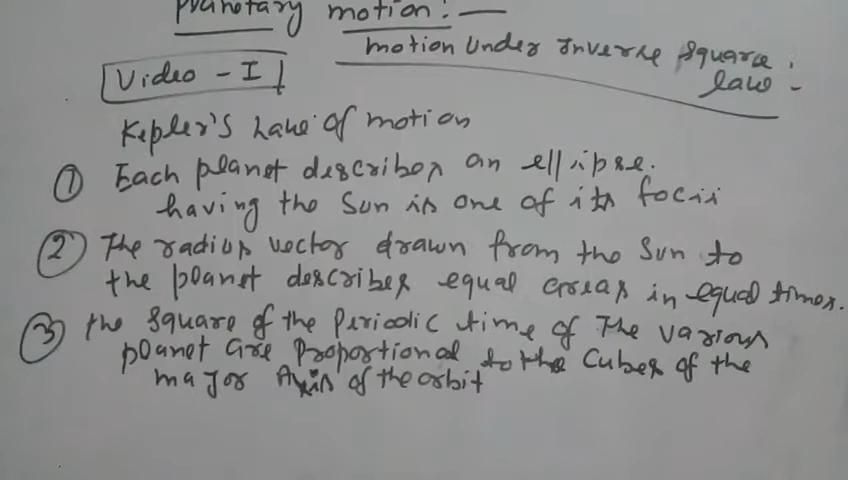 Planetary motion: —
motion under inverse square
law -
Video - I
Kepler's Law of motion
① Each planet describes an ellipse.
having the Sun in one of its focii
② The radius vector drawn from the Sun to
the planet describes equal areas in equal times.
③ the square of the Periodic time of The various
planet are proportional to the Cubes of the
major Axis of the orbit